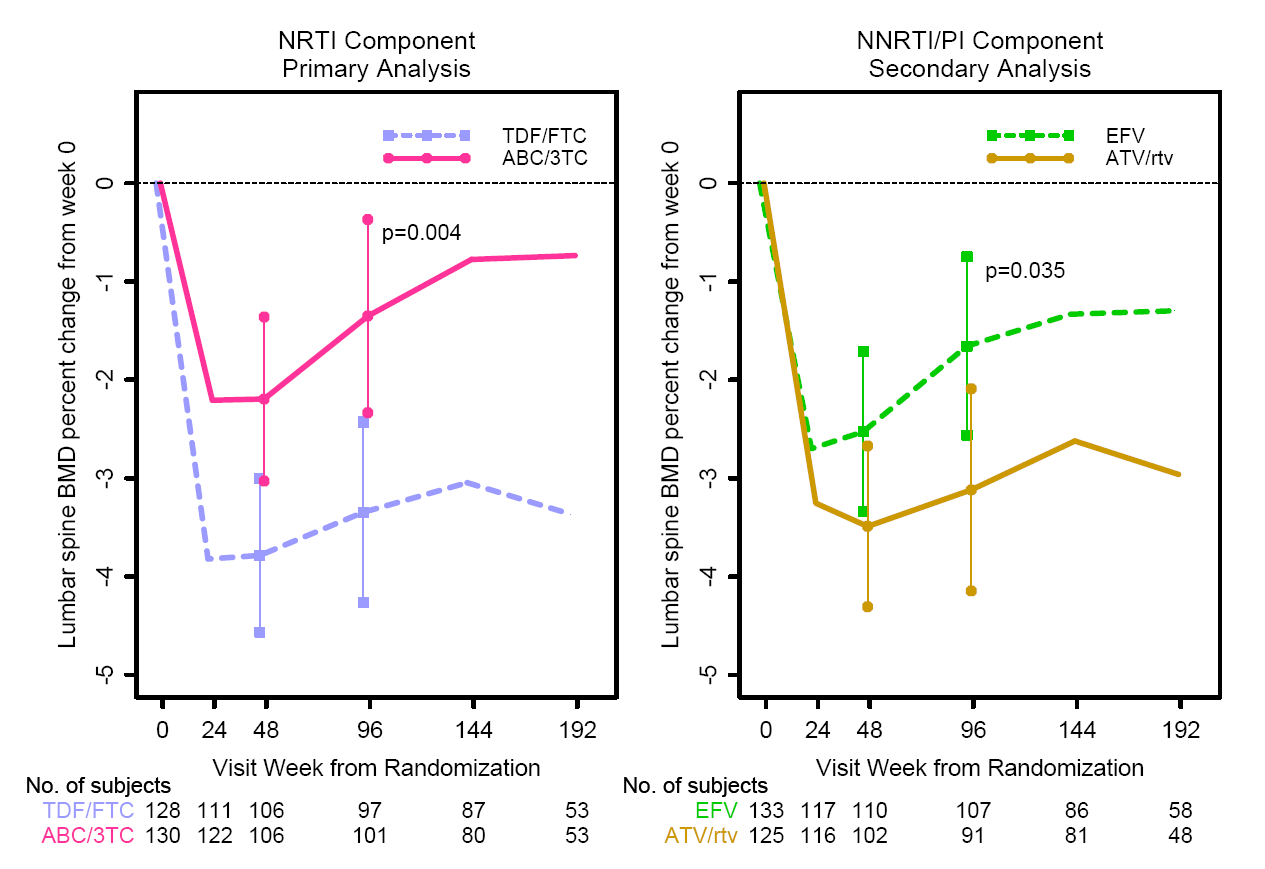 NRTI Component
Primary Analysis
TDF/FTC
ABC/3TC
p=0.004
Lumbar spine BMD percent change from week 0
0
-1
-2
-3
-4
-5
0 24 48 96 144 192
Visit Week from Randomization
No. of subjects
TDF/FTC 128 111 106 97 87 53
ABC/3TC 130 122 106 101 80 53
NNRTI/PI Component
Secondary Analysis
EFV
ATV/rtv
p=0.035
Lumbar spine BMD percent change from week 0
0
-1
-2
-3
-4
-5
0 24 48 96 144 192
Visit Week from Randomization
No. of subjects
EFV 133 117 110 107 86 58
ATV/rtv 125 116 102 91 81 48